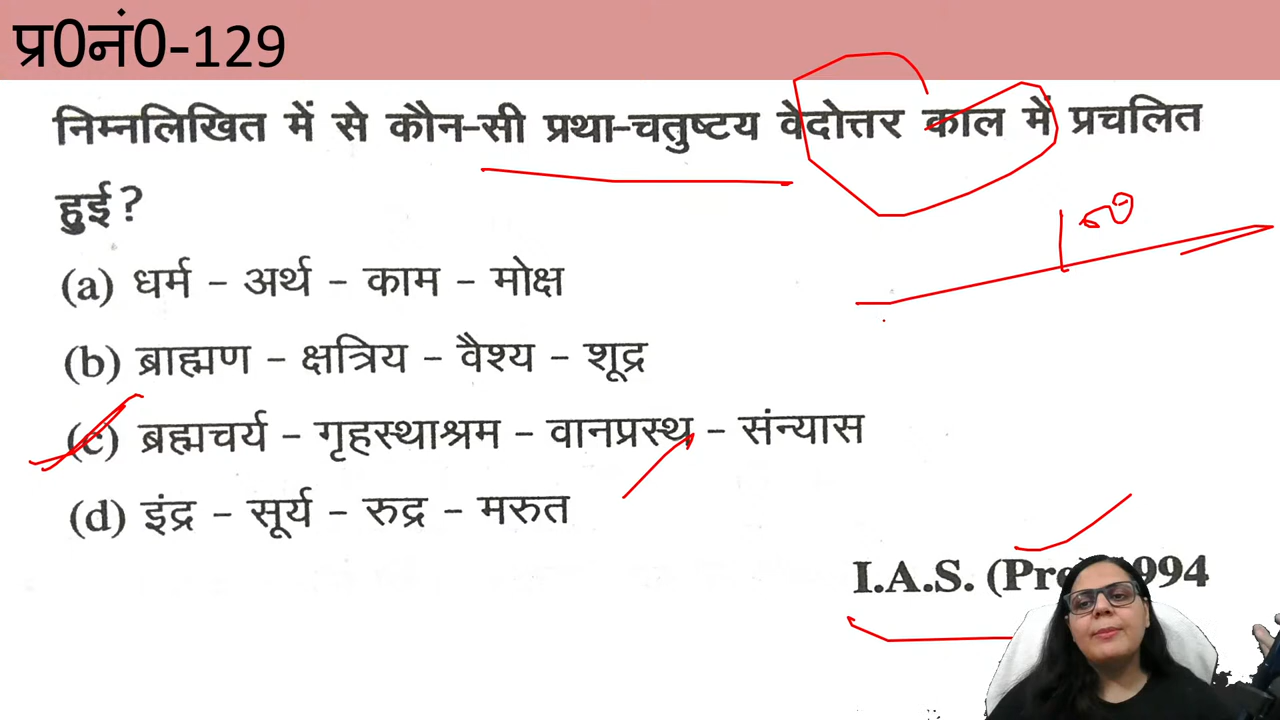 प्र0नं0-129
निम्नलिखित में से कौन-सी प्रथा-चतुष्टय वेदोत्तर काल में प्रचलित
हुई?
(a) धर्म - अर्थ - काम - मोक्ष
(b) ब्राह्मण - क्षत्रिय - वैश्य - शूद्र
(c) ब्रह्मचर्य - गृहस्थाश्रम - वानप्रस्थ - संन्यास
(d) इंद्र - सूर्य - रुद्र - मरुत
I.A.S. (Pre) 1994